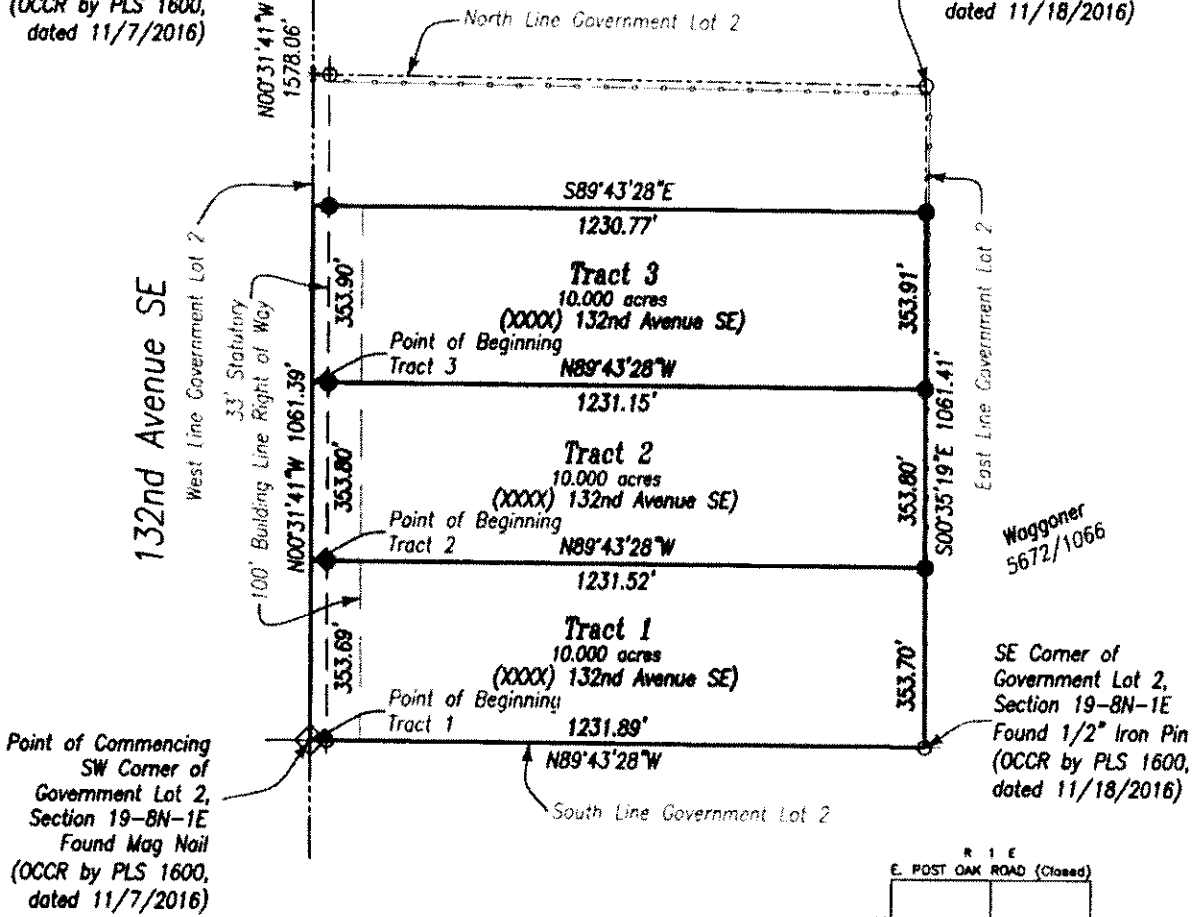 (OCCR by PLS 1600,
dated 11/7/2016)
N00°31'41"W
1578.06'
North Line Government Lot 2
dated 11/18/2016)
S89°43'28"E
1230.77'
132nd Avenue SE
West Line Government Lot 2
33' Statutory
100' Building Line Right of Way
N00°31'41"W 1061.39'
353.90'
Tract 3
10.000 acres
(XXXX) 132nd Avenue SE)
353.91'
Point of Beginning
Tract 3
N89°43'28"W
1231.15'
S00°35'19"E 1061.41'
East Line Government Lot 2
353.80'
Tract 2
10.000 acres
(XXXX) 132nd Avenue SE)
353.80'
Waggoner
5672/1066
Point of Beginning
Tract 2
N89°43'28"W
1231.52'
353.69'
Tract 1
10.000 acres
(XXXX) 132nd Avenue SE)
353.70'
Point of Beginning
Tract 1
1231.89'
N89°43'28"W
South Line Government Lot 2
SE Corner of
Government Lot 2,
Section 19-8N-1E
Found 1/2" Iron Pin
(OCCR by PLS 1600,
dated 11/18/2016)
Point of Commencing
SW Corner of
Government Lot 2,
Section 19-8N-1E
Found Mag Nail
(OCCR by PLS 1600,
dated 11/7/2016)
R 1 E
E. POST OAK ROAD (Closed)